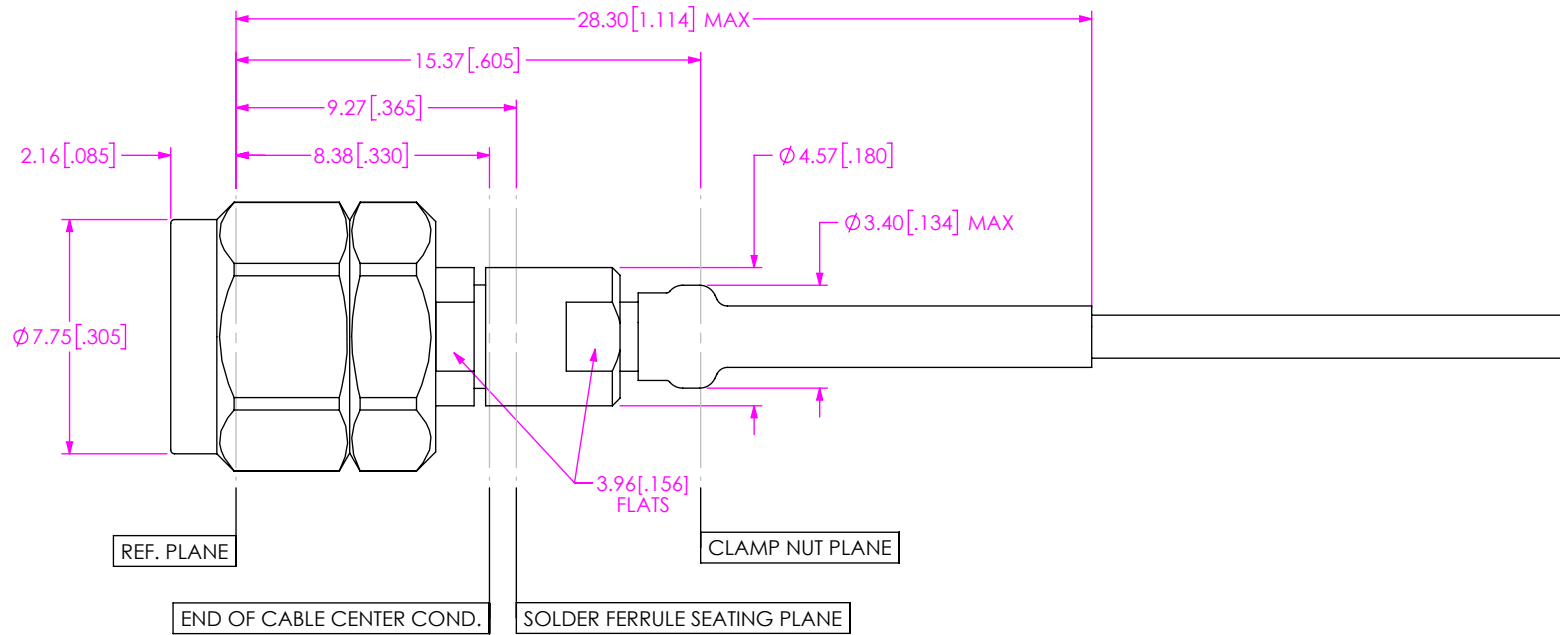 28.30[1.114] MAX
15.37[.605]
9.27[.365]
2.16[.085]
8.38[.330]
Ø4.57[.180]
Ø3.40[.134] MAX
Ø7.75[.305]
3.96[.156]
FLATS
REF. PLANE
CLAMP NUT PLANE
END OF CABLE CENTER COND.
SOLDER FERRULE SEATING PLANE